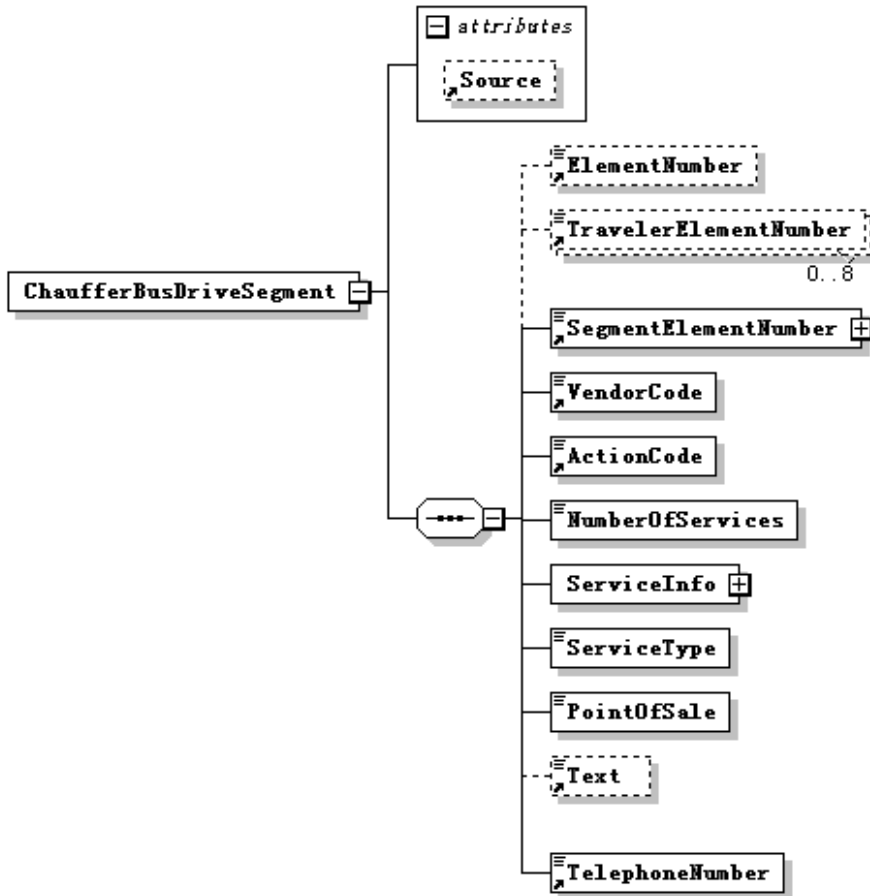 attributes
Source
ElementNumber
TravelerElementNumber
0..8
ChaufferBusDriveSegment
SegmentElementNumber
VendorCode
ActionCode
NumberOfServices
ServiceInfo
ServiceType
PointOfSale
Text
TelephoneNumber